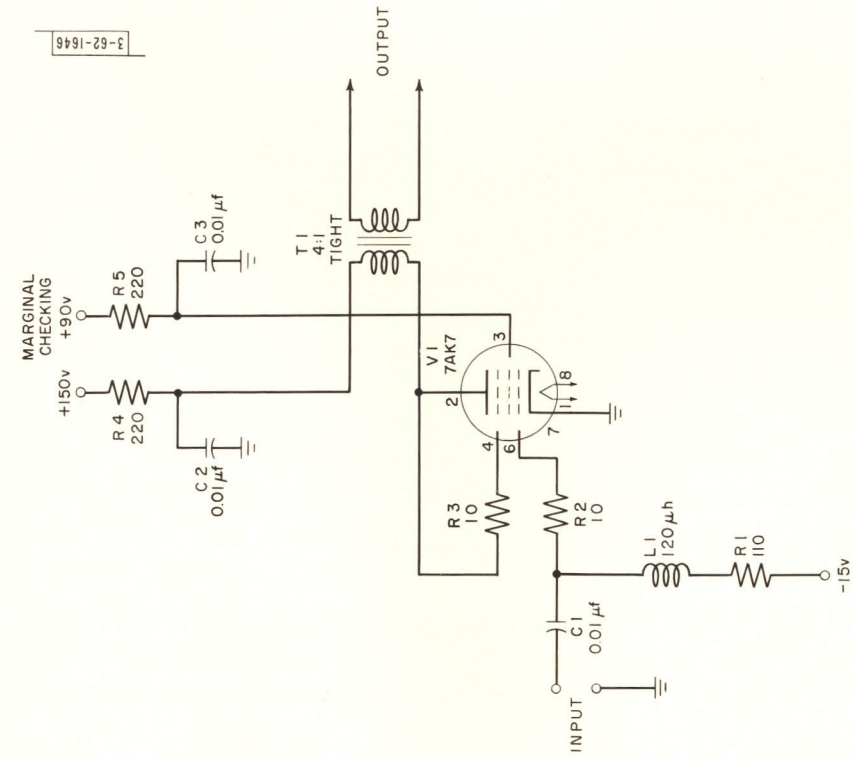 3-62-1646
MARGINAL
CHECKING
+150v
+90v
R4
220
R5
220
C2
0.01 μf
C3
0.01 μf
T1
4:1
TIGHT
OUTPUT
V1
7AK7
2
3
4
6
7
1
8
R3
10
R2
10
C1
0.01 μf
L1
120 μh
R1
110
INPUT
-15v